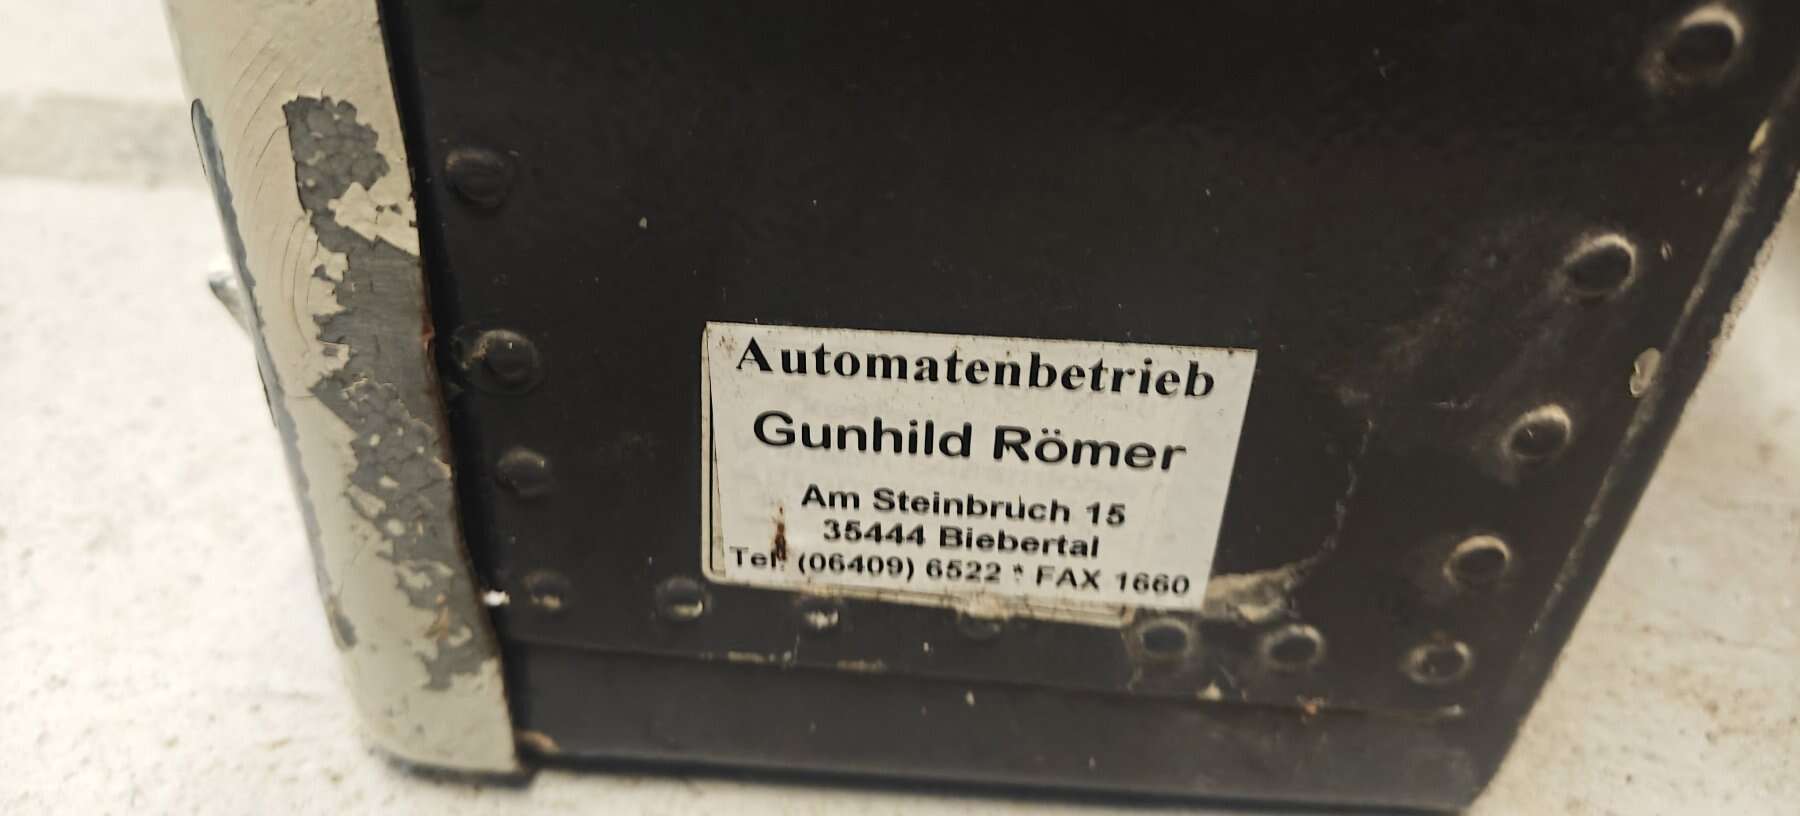 Automatenbetrieb
Gunhild Römer
Am Steinbruch 15
35444 Biebertal
Tel. (06409) 6522 * FAX 1660